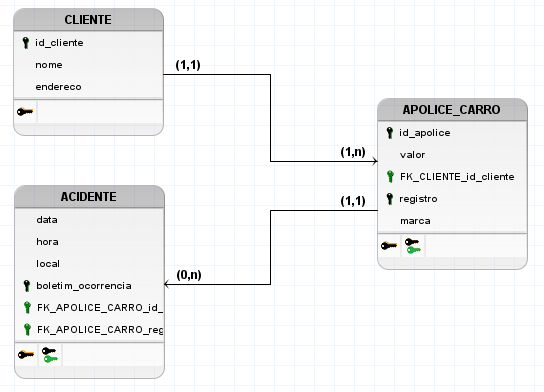 CLIENTE
id_cliente
nome
endereco
(1,1)
(1,n)
APOLICE_CARRO
id_apolice
valor
FK_CLIENTE_id_cliente
registro
marca
(1,1)
(0,n)
ACIDENTE
data
hora
local
boletim_ocorrencia
FK_APOLICE_CARRO_id_
FK_APOLICE_CARRO_reg